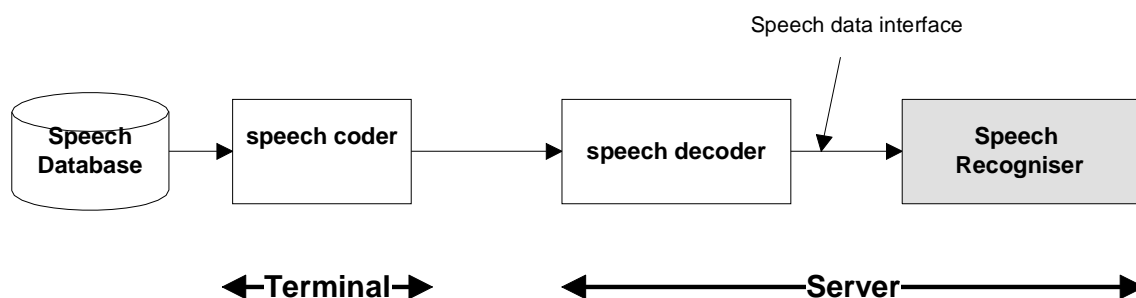 Speech data interface
Speech
Database
speech coder
speech decoder
Speech
Recogniser
Terminal
Server